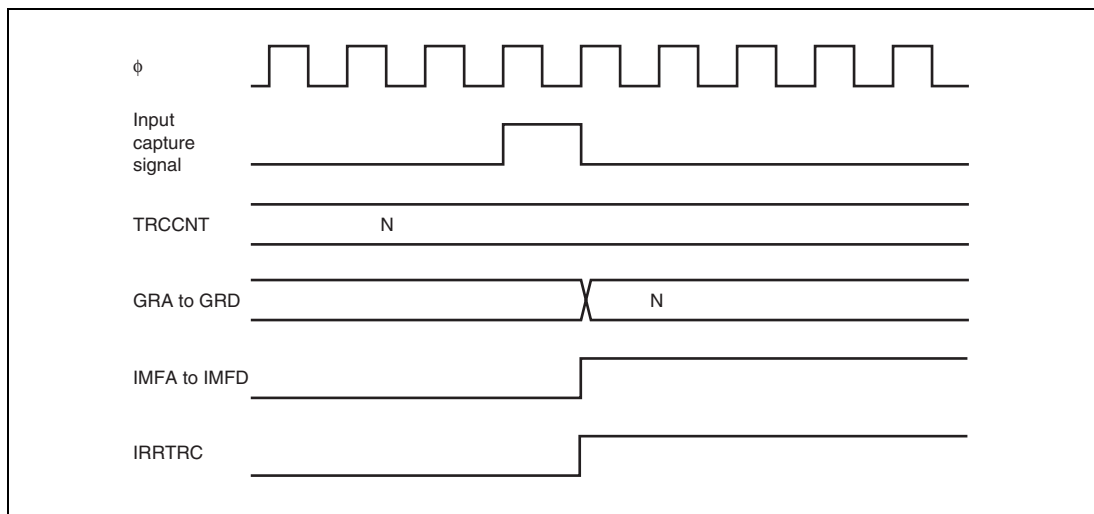 ϕ
Input
capture
signal
TRCCNT
N
GRA to GRD
N
IMFA to IMFD
IRRTRC